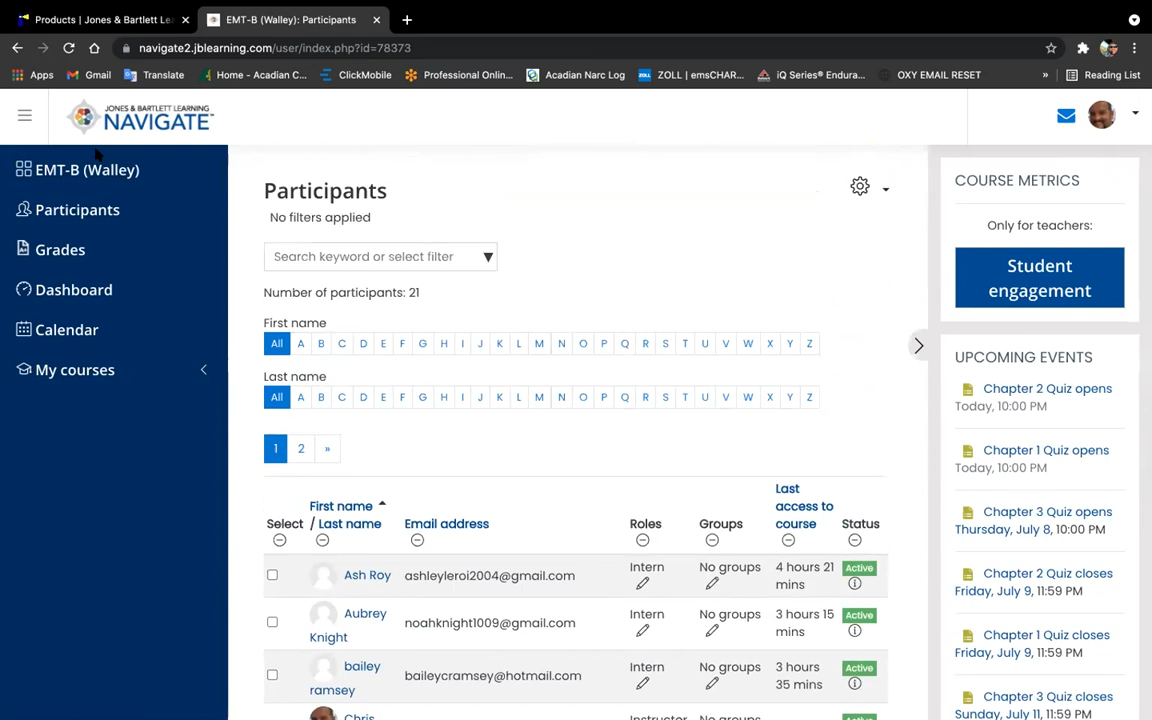 Products | Jones & Bartlett Le
EMT-B (Walley): Participants
navigate2.jblearning.com/user/index.php?id=78373
Apps
Gmail
Translate
Home - Acadian C...
ClickMobile
Professional Onlin...
Acadian Narc Log
ZOLL | emsCHAR...
iQ Series® Endura...
OXY EMAIL RESET
»
Reading List
JONES & BARTLETT LEARNING
NAVIGATE
EMT-B (Walley)
Participants
Grades
Dashboard
Calendar
My courses
Participants
No filters applied
Search keyword or select filter
Number of participants: 21
First name
All A B C D E F G H I J K L M N O P Q R S T U V W X Y Z
Last name
All A B C D E F G H I J K L M N O P Q R S T U V W X Y Z
1 2 »
Select
First name
/ Last name
Email address
Roles
Groups
Last
access to
course
Status
Ash Roy
ashleyleroi2004@gmail.com
Intern
No groups
4 hours 21
mins
Active
Aubrey
Knight
noahknight1009@gmail.com
Intern
No groups
3 hours 15
mins
Active
bailey
ramsey
baileycramsey@hotmail.com
Intern
No groups
3 hours
35 mins
Active
Chris
Instructor
No groups
Active
COURSE METRICS
Only for teachers:
Student
engagement
UPCOMING EVENTS
Chapter 2 Quiz opens
Today, 10:00 PM
Chapter 1 Quiz opens
Today, 10:00 PM
Chapter 3 Quiz opens
Thursday, July 8, 10:00 PM
Chapter 2 Quiz closes
Friday, July 9, 11:59 PM
Chapter 1 Quiz closes
Friday, July 9, 11:59 PM
Chapter 3 Quiz closes
Sunday, July 11, 11:59 PM